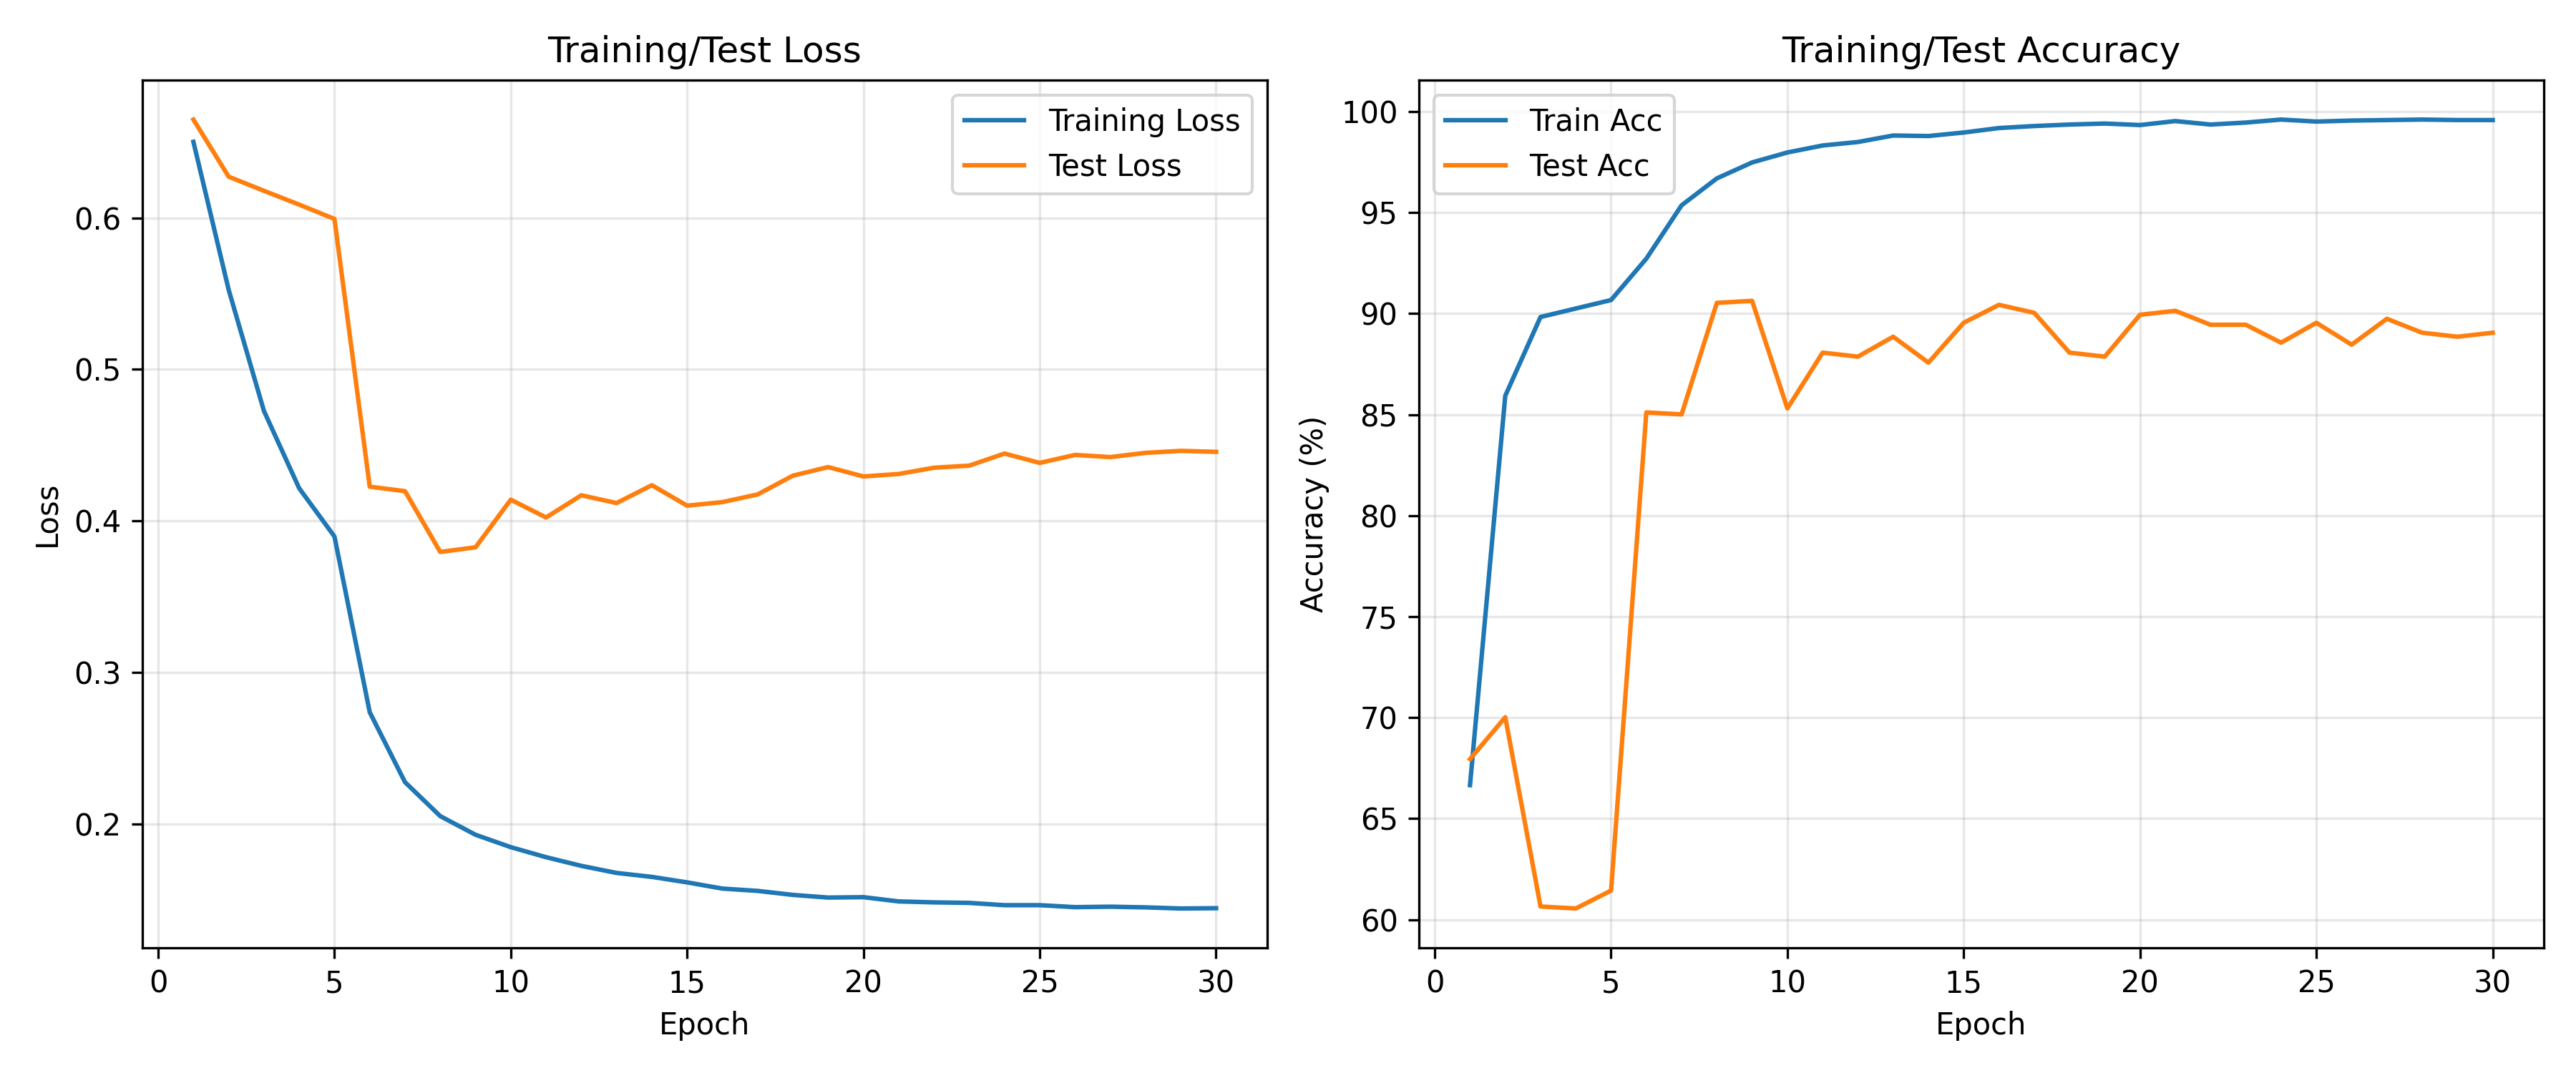 Training/Test Loss
Training Loss
Test Loss
Loss
0.6
0.5
0.4
0.3
0.2
0 5 10 15 20 25 30
Epoch
Training/Test Accuracy
Train Acc
Test Acc
Accuracy (%)
100
95
90
85
80
75
70
65
60
0 5 10 15 20 25 30
Epoch